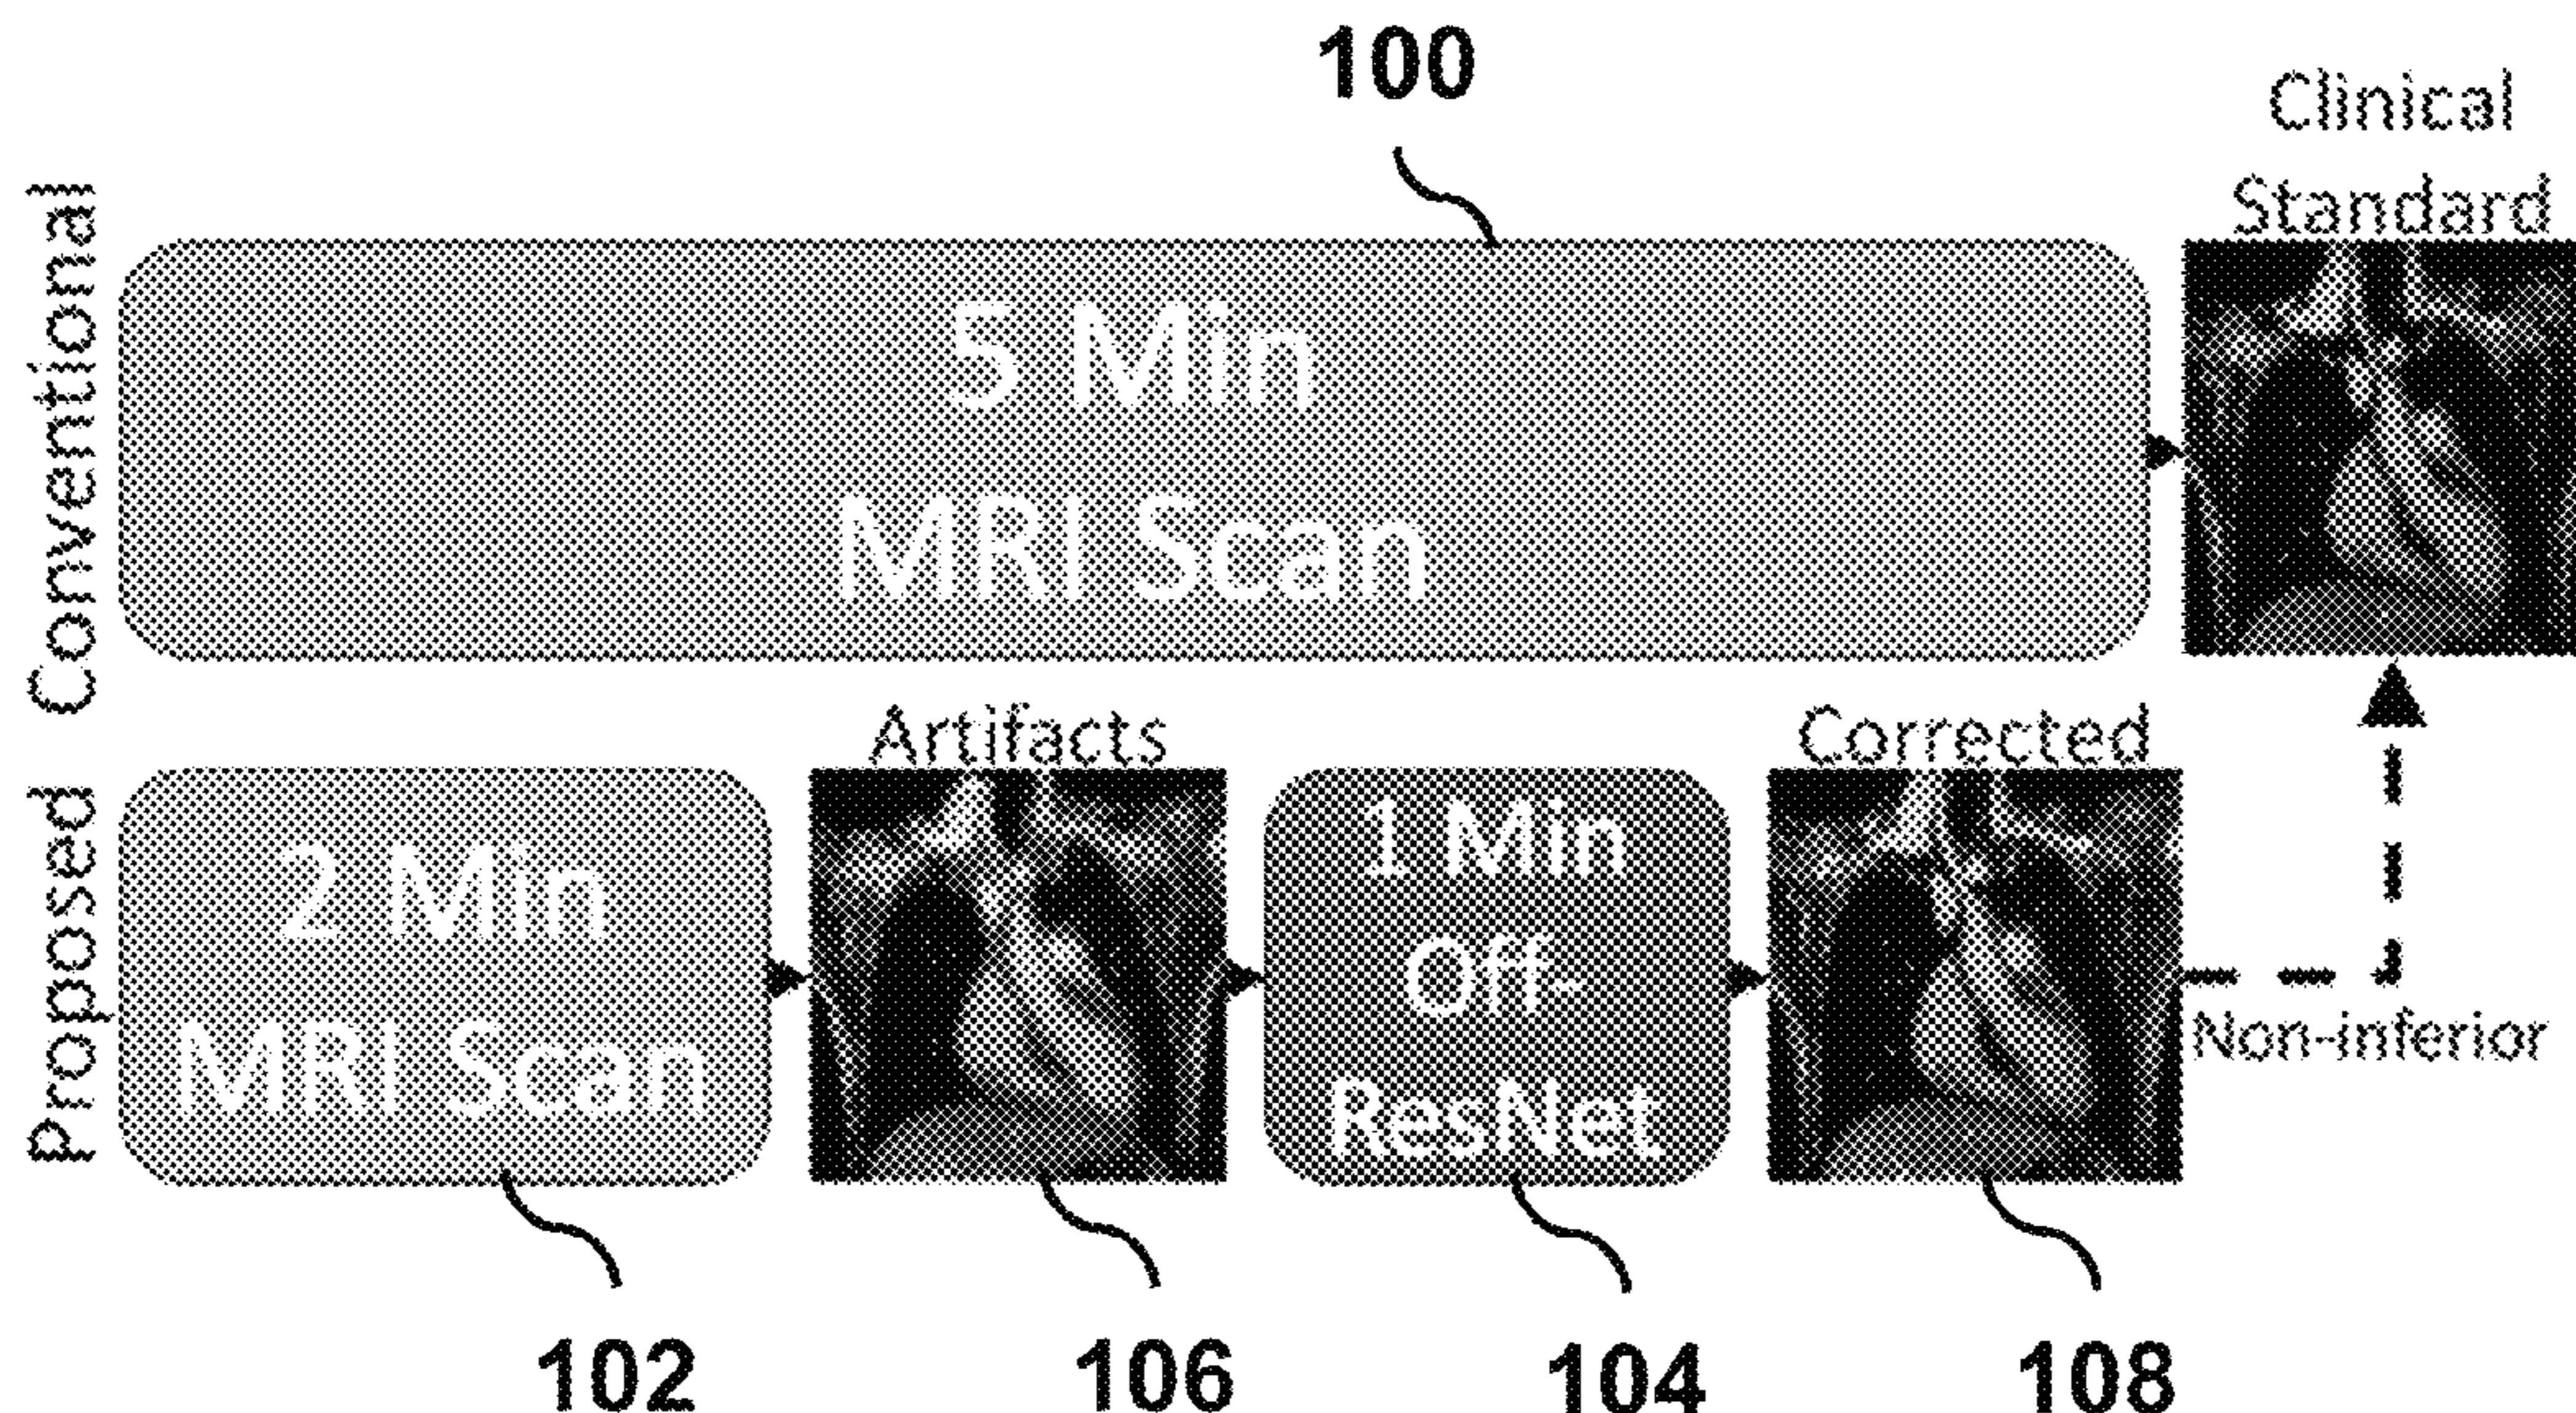 100
Clinical
Standard
Conventional
5 Min
MRI Scan
Artifacts
Corrected
Proposed
2 Min
MRI Scan
1 Min
Off-
ResNet
Non-inferior
102
106
104
108